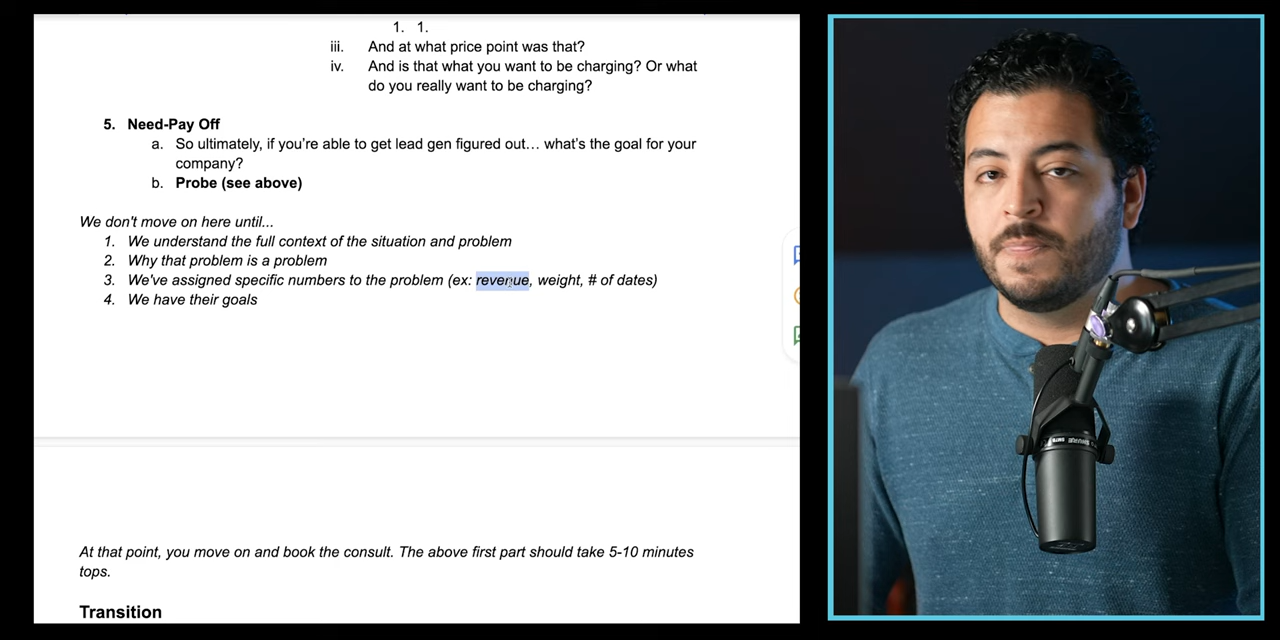 1. 1.
iii. And at what price point was that?
iv. And is that what you want to be charging? Or what
do you really want to be charging?
5. Need-Pay Off
a. So ultimately, if you're able to get lead gen figured out... what's the goal for your
company?
b. Probe (see above)
We don't move on here until...
1. We understand the full context of the situation and problem
2. Why that problem is a problem
3. We've assigned specific numbers to the problem (ex: revenue, weight, # of dates)
4. We have their goals
At that point, you move on and book the consult. The above first part should take 5-10 minutes
tops.
Transition